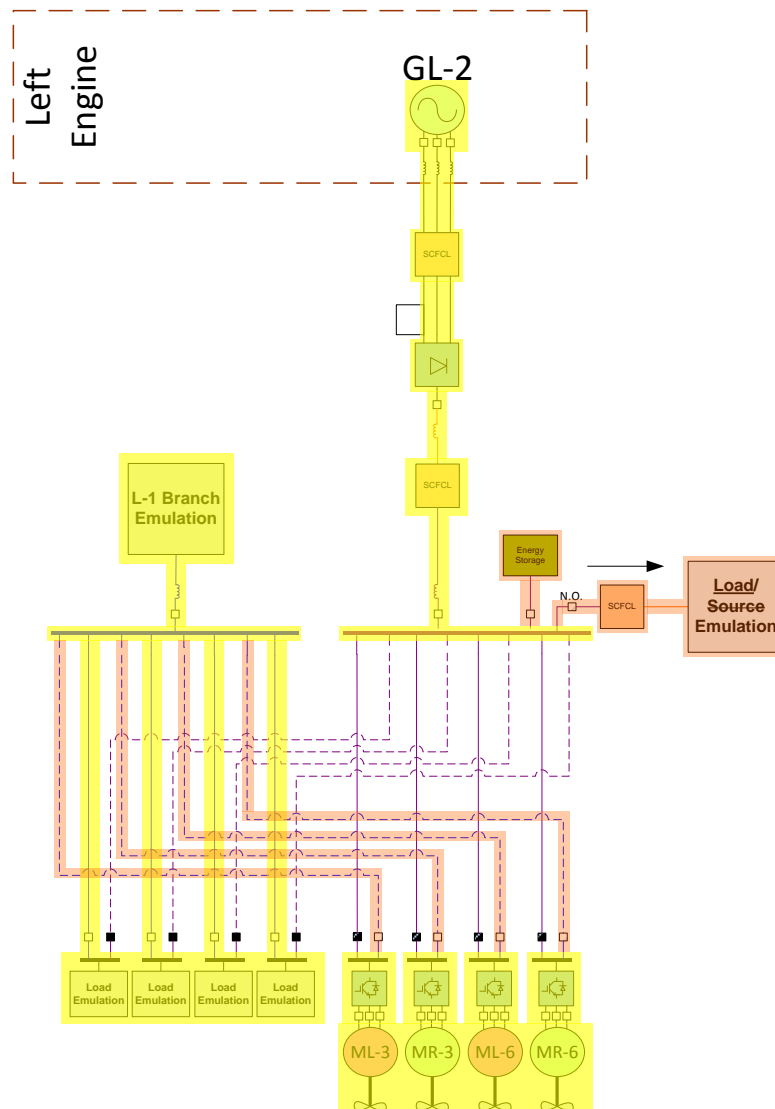 Left
Engine
GL-2
SCFCL
SCFCL
L-1 Branch
Emulation
Energy
Storage
N.O.
SCFCL
Load/
Source
Emulation
Load
Emulation
Load
Emulation
Load
Emulation
Load
Emulation
ML-3
MR-3
ML-6
MR-6